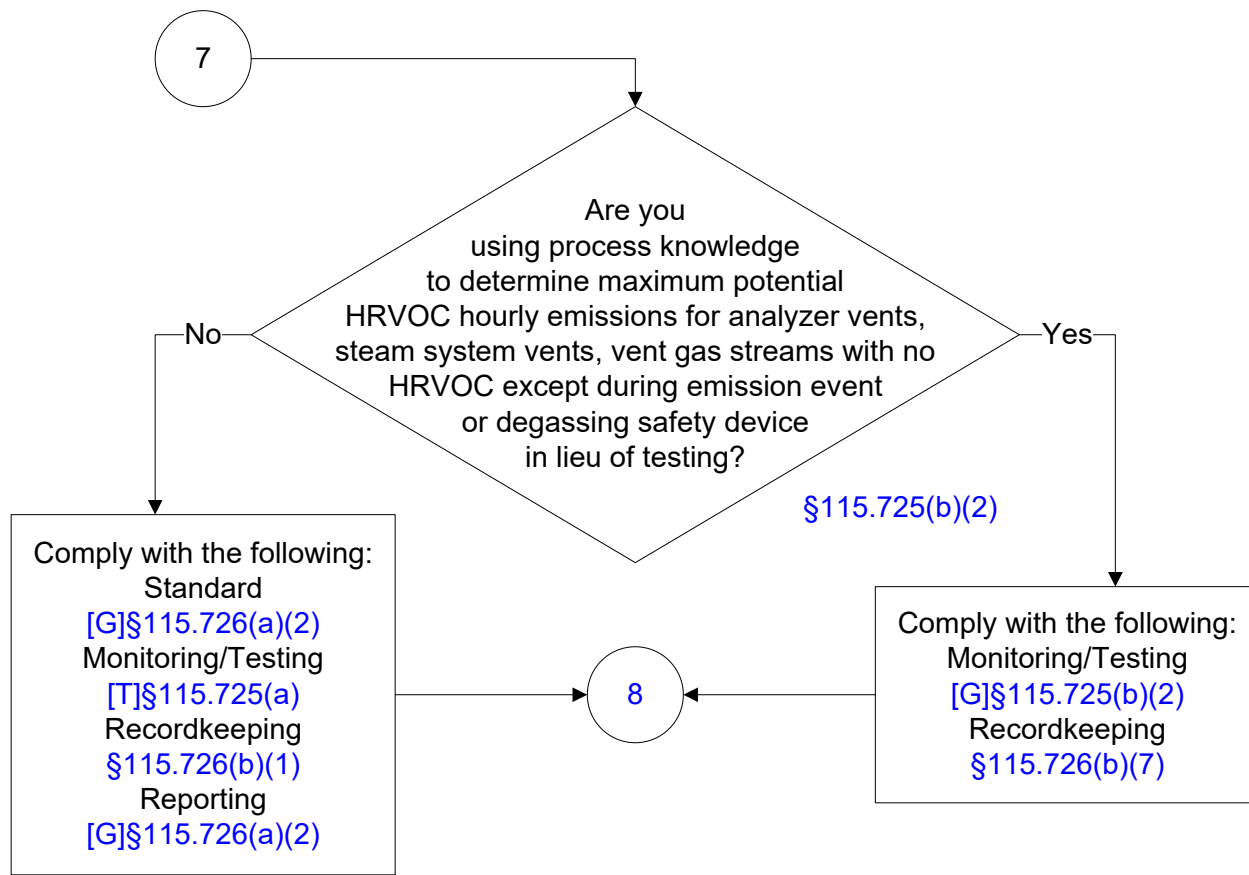 7
Are you
using process knowledge
to determine maximum potential
HRVOC hourly emissions for analyzer vents,
steam system vents, vent gas streams with no
HRVOC except during emission event
or degassing safety device
in lieu of testing?
No
Yes
§115.725(b)(2)
Comply with the following:
Standard
[G]§115.726(a)(2)
Monitoring/Testing
[T]§115.725(a)
Recordkeeping
§115.726(b)(1)
Reporting
[G]§115.726(a)(2)
8
Comply with the following:
Monitoring/Testing
[G]§115.725(b)(2)
Recordkeeping
§115.726(b)(7)